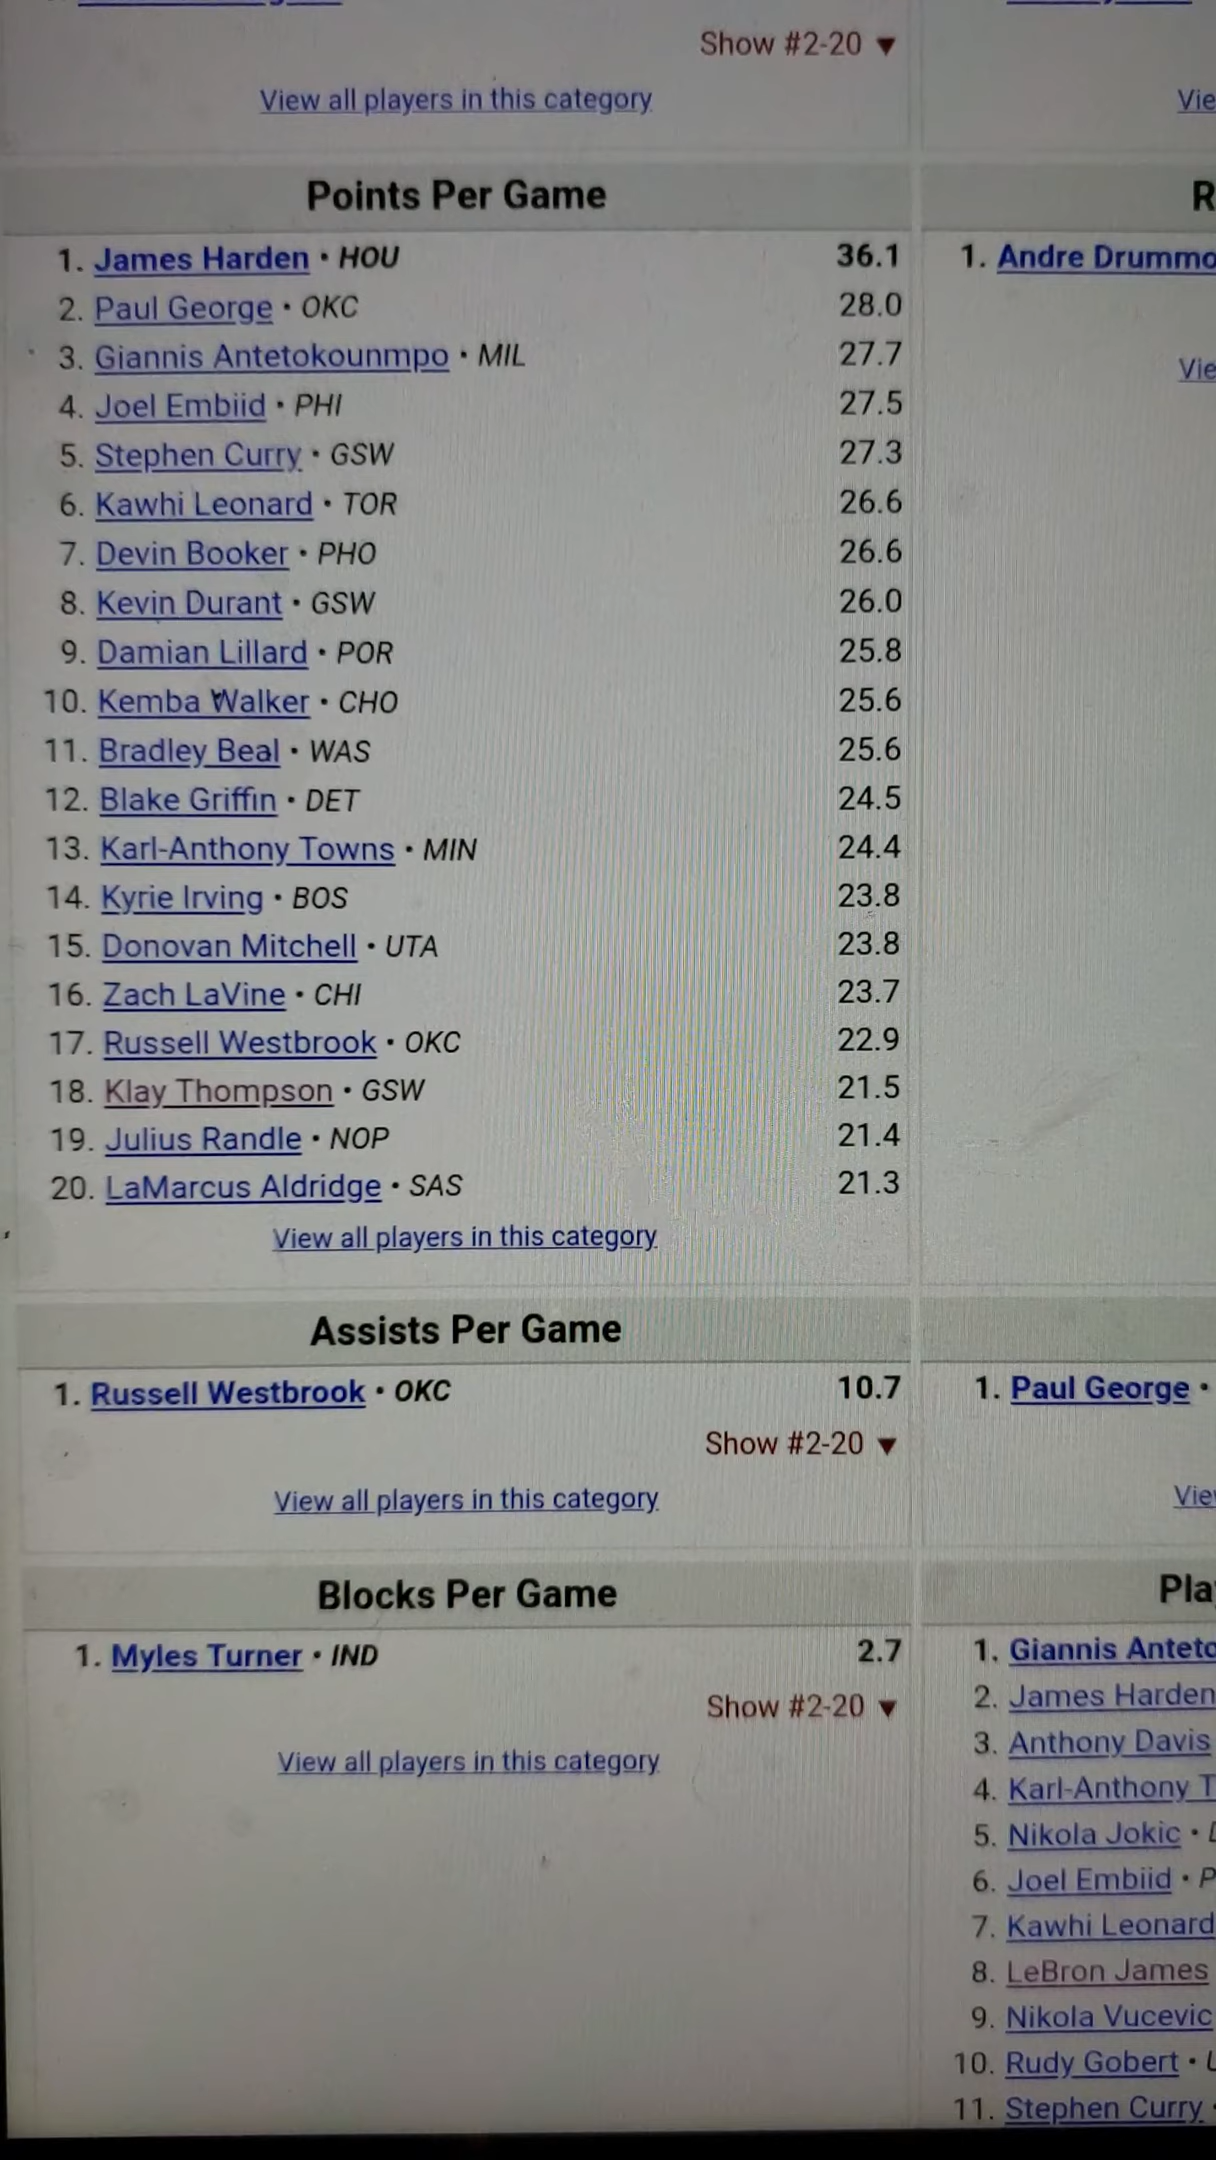 Show #2-20 ▼
View all players in this category
Points Per Game
1. James Harden • HOU 36.1
2. Paul George • OKC 28.0
3. Giannis Antetokounmpo • MIL 27.7
4. Joel Embiid • PHI 27.5
5. Stephen Curry • GSW 27.3
6. Kawhi Leonard • TOR 26.6
7. Devin Booker • PHO 26.6
8. Kevin Durant • GSW 26.0
9. Damian Lillard • POR 25.8
10. Kemba Walker • CHO 25.6
11. Bradley Beal • WAS 25.6
12. Blake Griffin • DET 24.5
13. Karl-Anthony Towns • MIN 24.4
14. Kyrie Irving • BOS 23.8
15. Donovan Mitchell • UTA 23.8
16. Zach LaVine • CHI 23.7
17. Russell Westbrook • OKC 22.9
18. Klay Thompson • GSW 21.5
19. Julius Randle • NOP 21.4
20. LaMarcus Aldridge • SAS 21.3
View all players in this category
Assists Per Game
1. Russell Westbrook • OKC 10.7
Show #2-20 ▼
View all players in this category
Blocks Per Game
1. Myles Turner • IND 2.7
Show #2-20 ▼
View all players in this category
Vie
R
1. Andre Drummo
Vie
1. Paul George •
Vie
Pla
1. Giannis Anteto
2. James Harden
3. Anthony Davis
4. Karl-Anthony T
5. Nikola Jokic •
6. Joel Embiid • P
7. Kawhi Leonard
8. LeBron James
9. Nikola Vucevic
10. Rudy Gobert •
11. Stephen Curry •